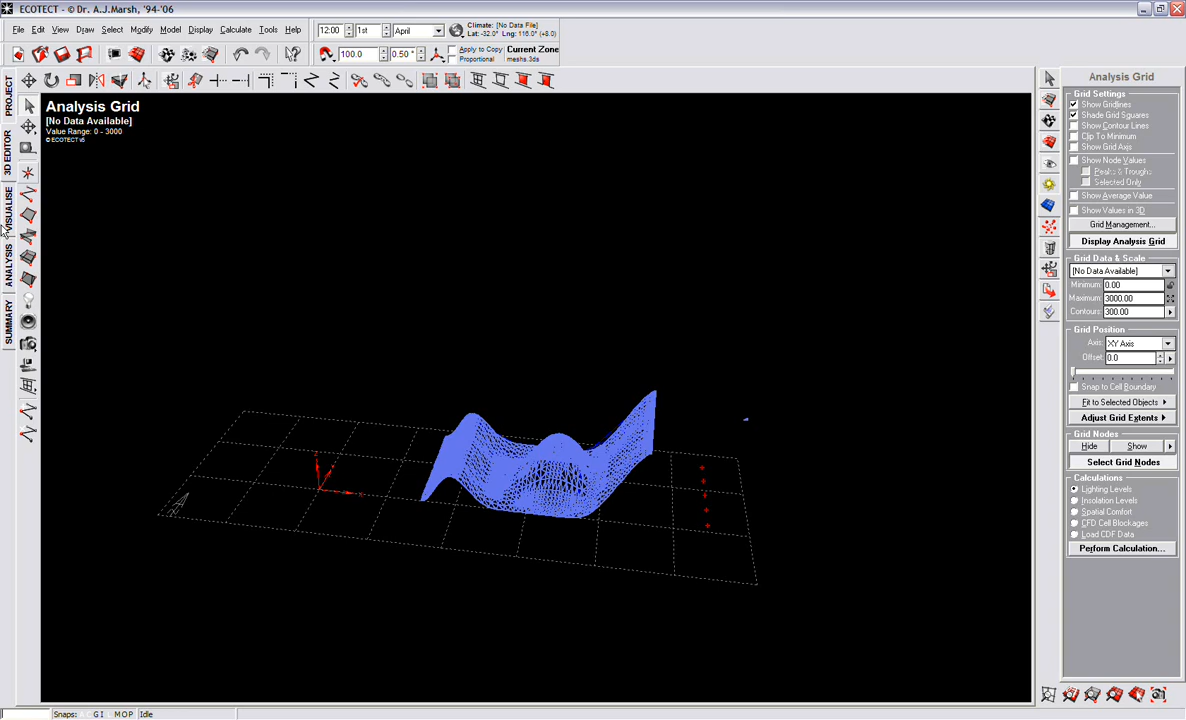 ECOTECT - © Dr. A.J.Marsh, '94-'06
File Edit View Draw Select Modify Model Display Calculate Tools Help
12:00 1st April
Climate: [No Data File]
Lat: -32.0° Lng: 116.0° (+8.0)
100.0 0.50 °
Apply to Copy
Proportional
Current Zone
meshs.3ds
PROJECT
3D EDITOR
VISUALISE
ANALYSIS
SUMMARY
Analysis Grid
[No Data Available]
Value Range: 0 - 3000
© ECOTECT v5
Analysis Grid
Grid Settings
Show Gridlines
Shade Grid Squares
Show Contour Lines
Clip To Minimum
Show Grid Axis
Show Node Values
Peaks & Troughs
Selected Only
Show Average Value
Show Values in 3D
Grid Management...
Display Analysis Grid
Grid Data & Scale
[No Data Available]
Minimum: 0.00
Maximum: 3000.00
Contours: 300.00
Grid Position
Axis: XY Axis
Offset: 0.0
Snap to Cell Boundary
Fit to Selected Objects
Adjust Grid Extents
Grid Nodes
Hide Show
Select Grid Nodes
Calculations
Lighting Levels
Insolation Levels
Spatial Comfort
CFD Cell Blockages
Load CDF Data
Perform Calculation...
Snaps: G I M O P Idle